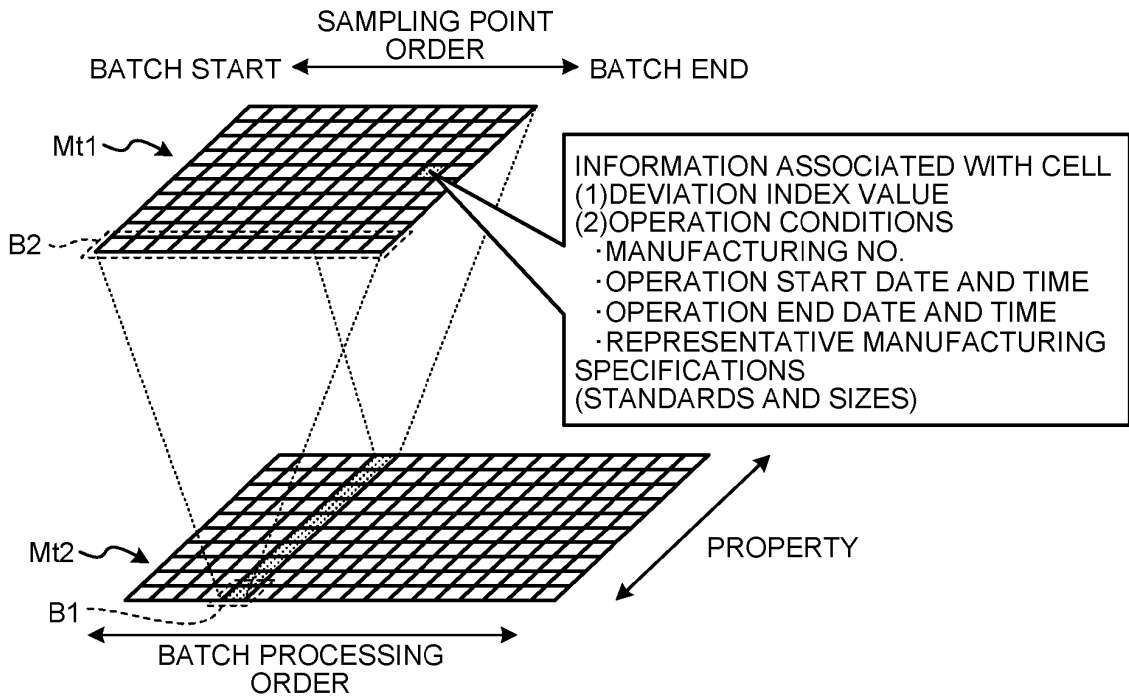 SAMPLING POINT
ORDER
BATCH START
BATCH END
Mt1
INFORMATION ASSOCIATED WITH CELL
(1)DEVIATION INDEX VALUE
(2)OPERATION CONDITIONS
·MANUFACTURING NO.
·OPERATION START DATE AND TIME
·OPERATION END DATE AND TIME
·REPRESENTATIVE MANUFACTURING
SPECIFICATIONS
(STANDARDS AND SIZES)
B2
Mt2
PROPERTY
B1
BATCH PROCESSING
ORDER